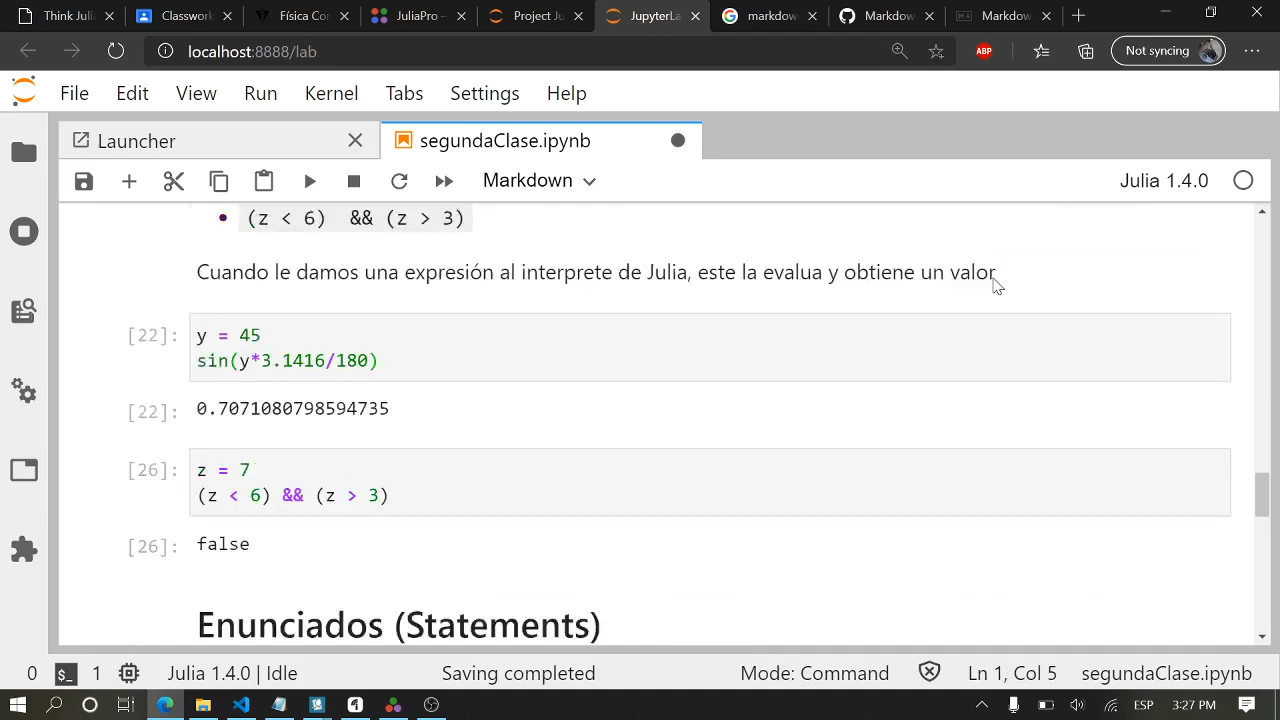 Think Juli
Classwork
Física Con
JuliaPro –
Project Ju
JupyterLa
markdown
Markdow
Markdow
localhost:8888/lab
ABP
Not syncing
File Edit View Run Kernel Tabs Settings Help
Launcher
segundaClase.ipynb
Markdown
Julia 1.4.0
(z < 6)  && (z > 3)
Cuando le damos una expresión al interprete de Julia, este la evalua y obtiene un valor
[22]: y = 45
sin(y*3.1416/180)
[22]: 0.7071080798594735
[26]: z = 7
(z < 6) && (z > 3)
[26]: false
Enunciados (Statements)
0 $_ 1 Julia 1.4.0 | Idle Saving completed Mode: Command Ln 1, Col 5 segundaClase.ipynb
ESP 3:27 PM